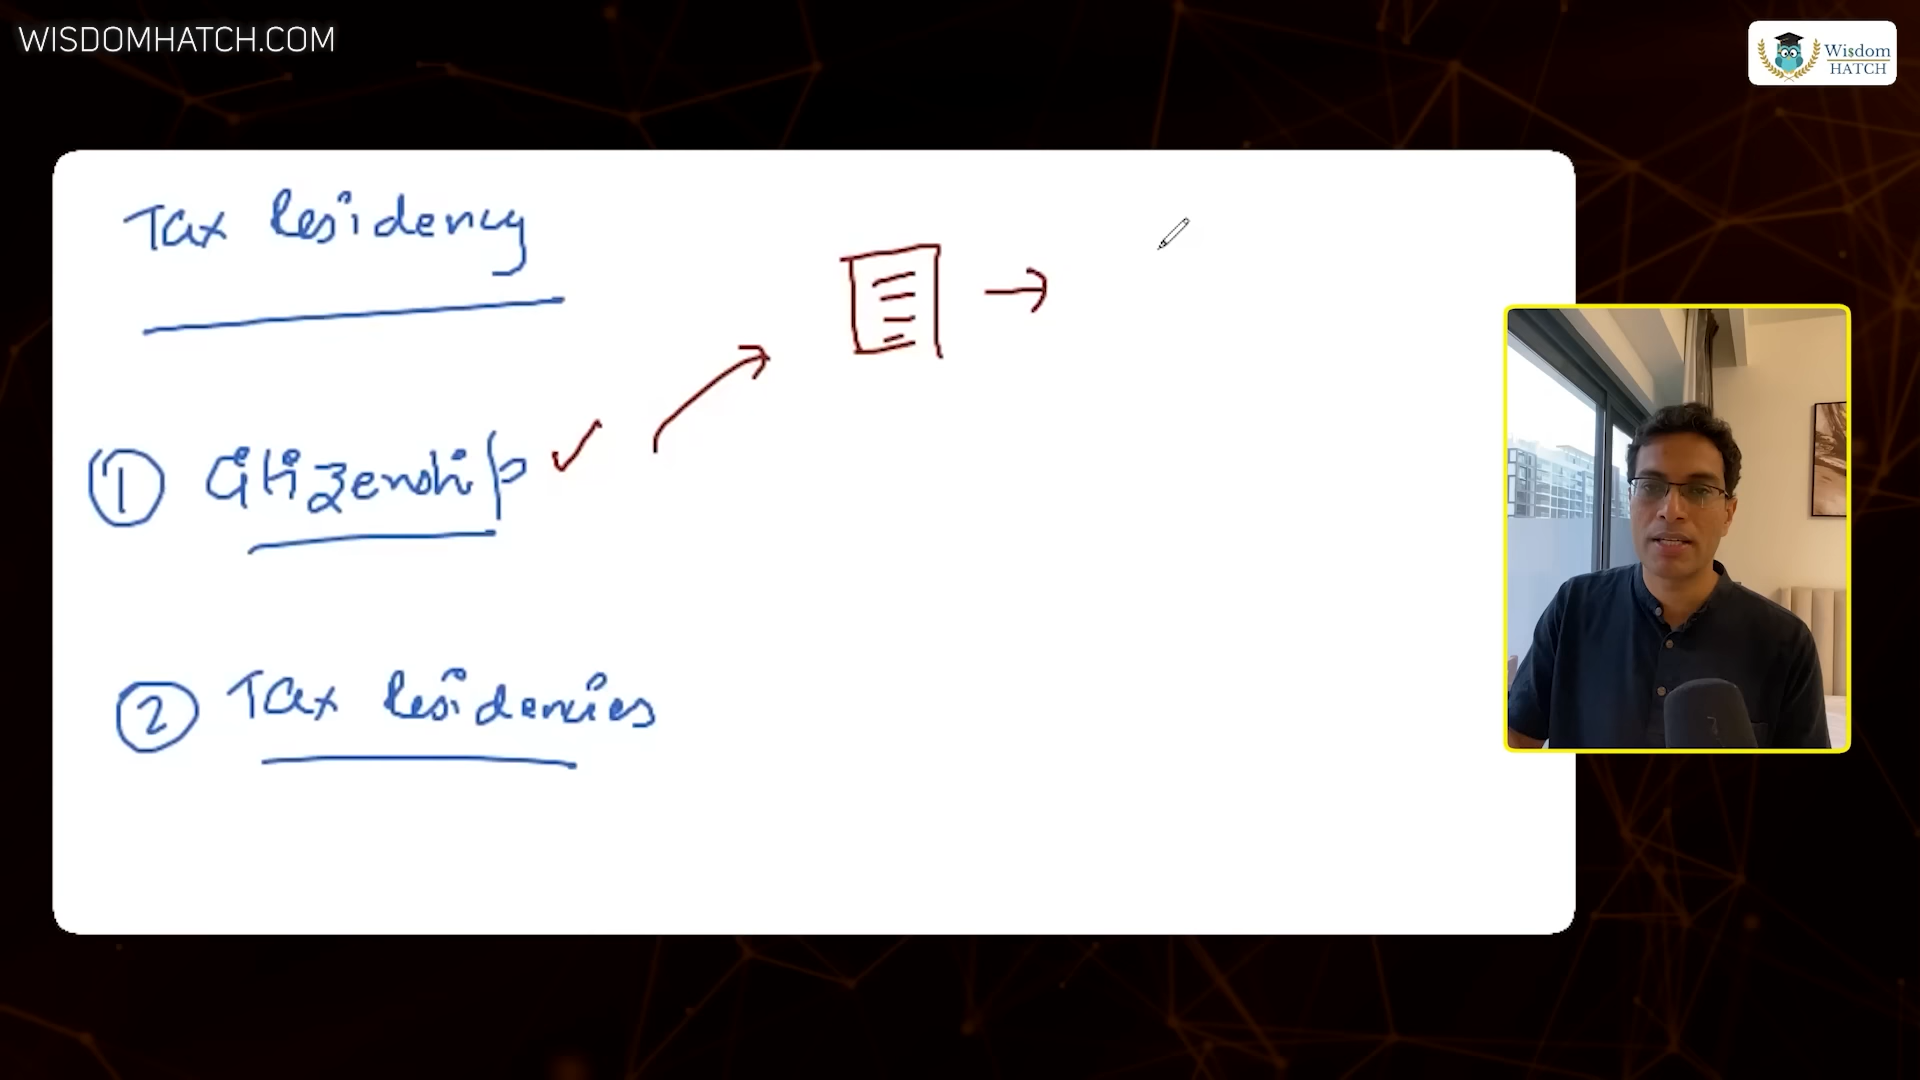 WISDOMHATCH.COM
Wisdom
HATCH
Tax Residency
1 Citizenship
2 Tax Residencies